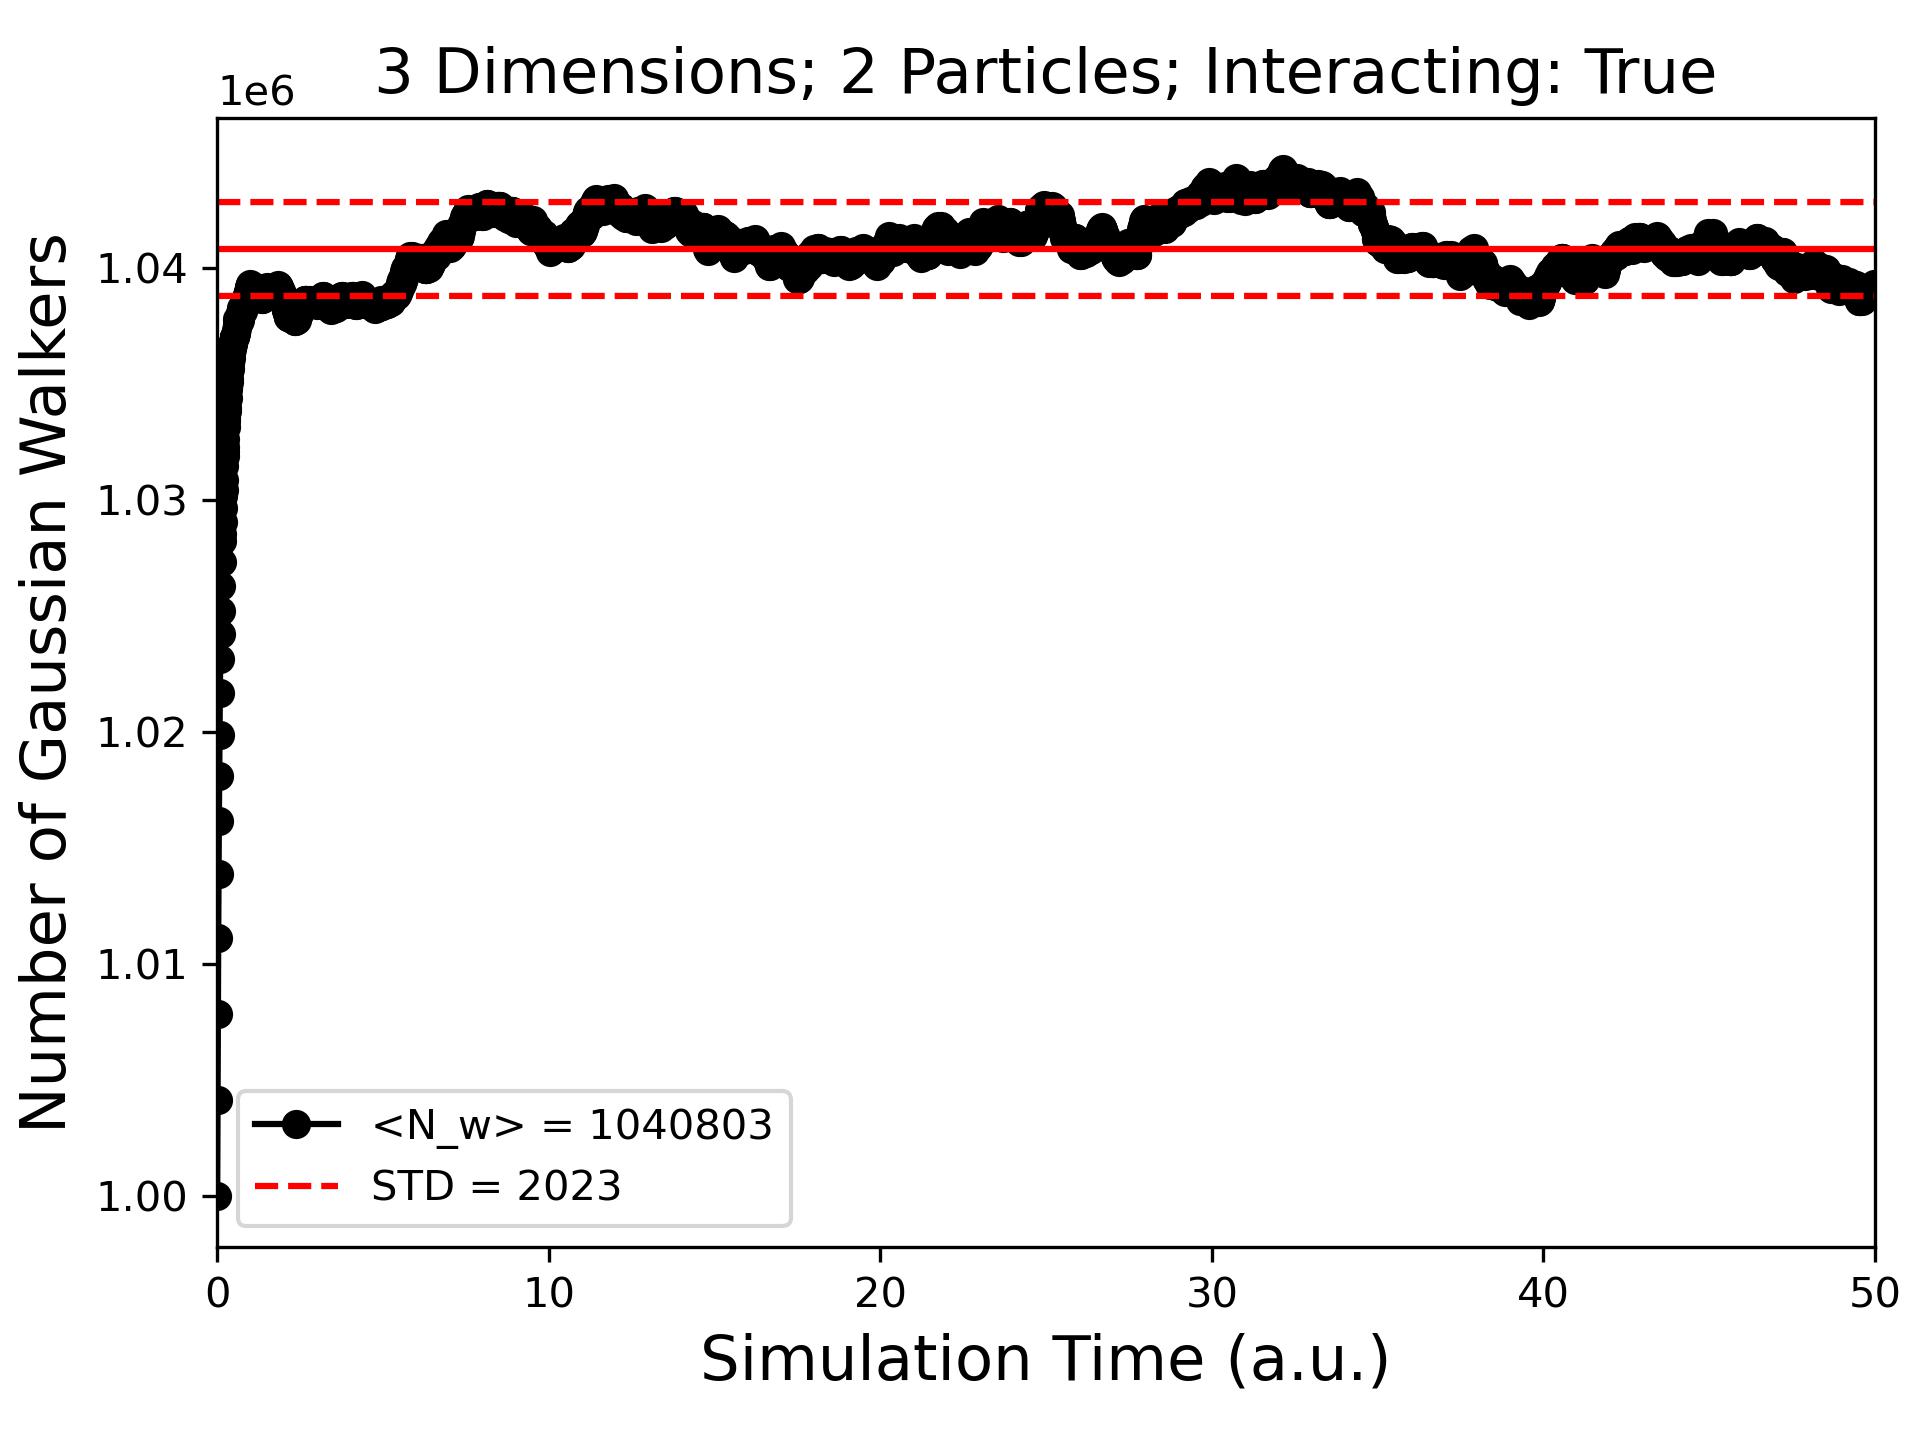 3 Dimensions; 2 Particles; Interacting: True
1e6
Number of Gaussian Walkers
1.04
1.03
1.02
1.01
1.00
<N_w> = 1040803
STD = 2023
0 10 20 30 40 50
Simulation Time (a.u.)